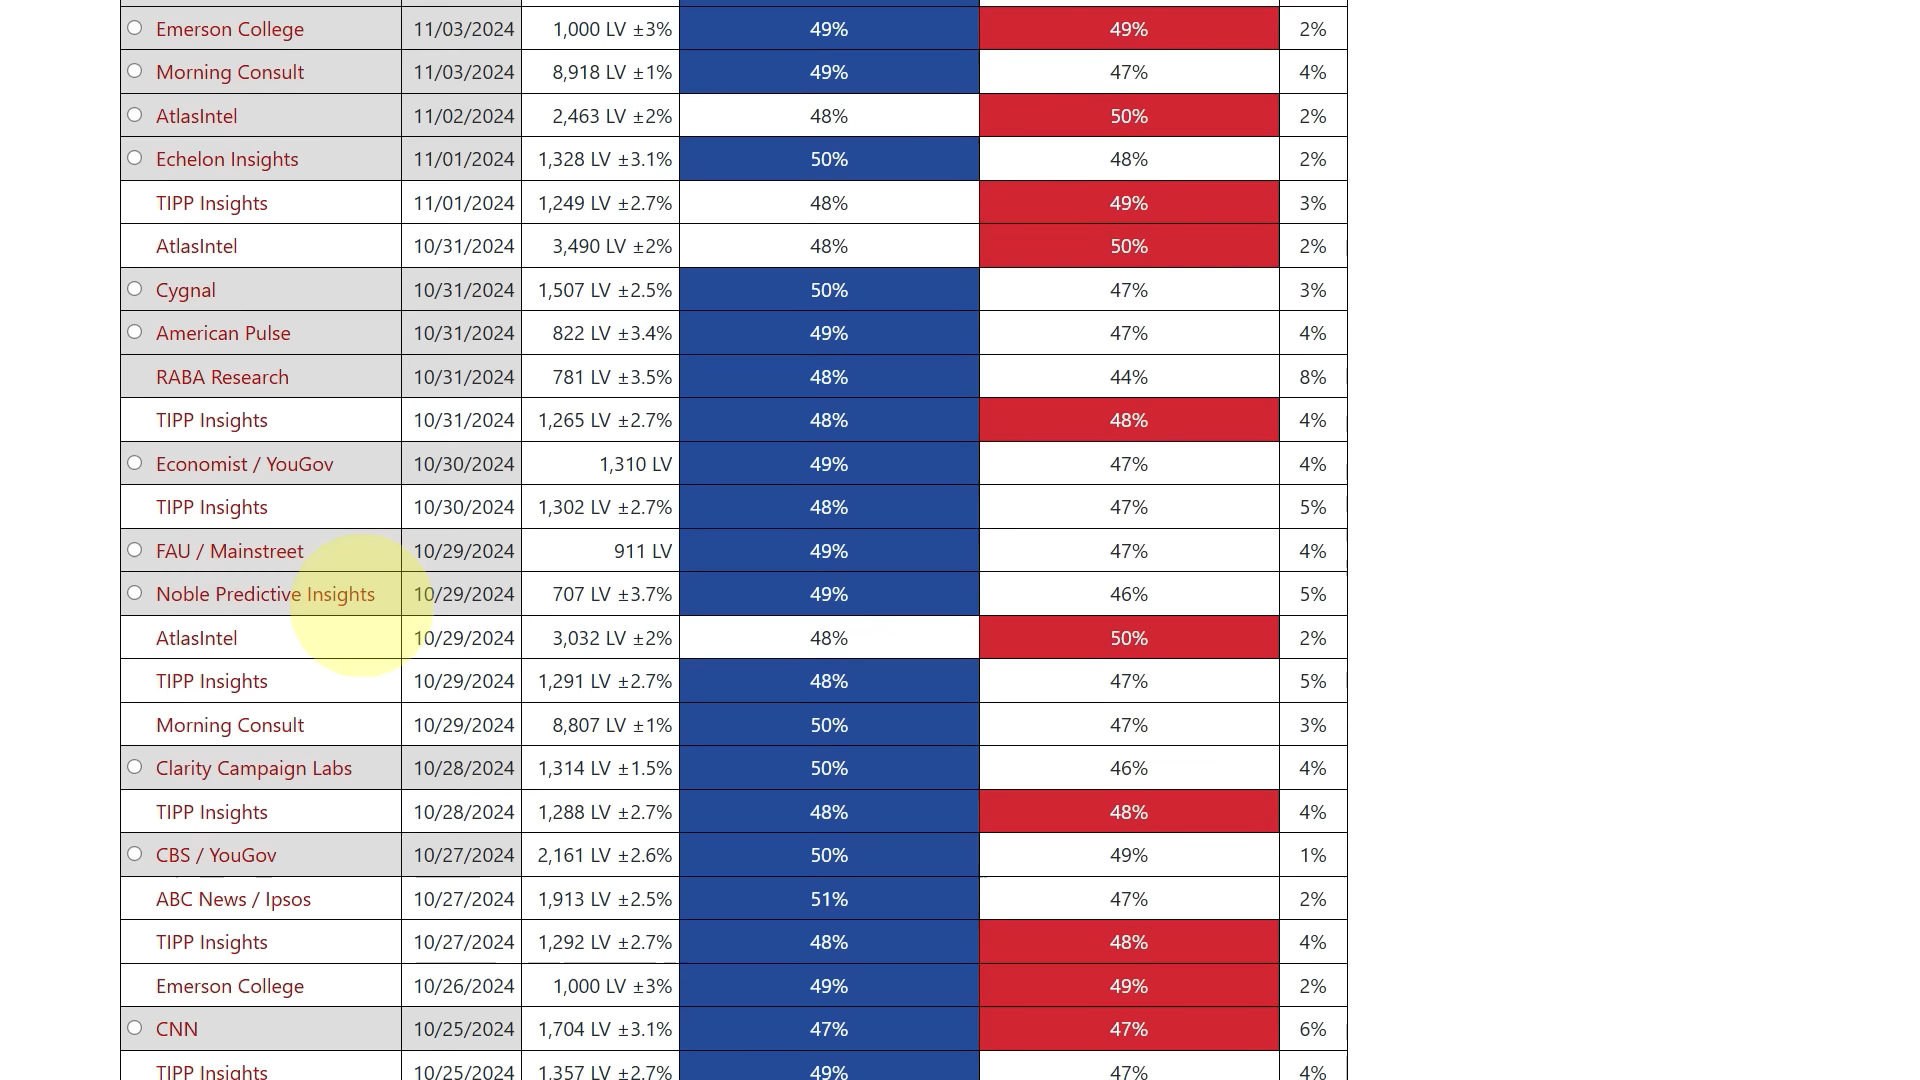 Emerson College 11/03/2024 1,000 LV ±3% 49% 49% 2%
Morning Consult 11/03/2024 8,918 LV ±1% 49% 47% 4%
AtlasIntel 11/02/2024 2,463 LV ±2% 48% 50% 2%
Echelon Insights 11/01/2024 1,328 LV ±3.1% 50% 48% 2%
TIPP Insights 11/01/2024 1,249 LV ±2.7% 48% 49% 3%
AtlasIntel 10/31/2024 3,490 LV ±2% 48% 50% 2%
Cygnal 10/31/2024 1,507 LV ±2.5% 50% 47% 3%
American Pulse 10/31/2024 822 LV ±3.4% 49% 47% 4%
RABA Research 10/31/2024 781 LV ±3.5% 48% 44% 8%
TIPP Insights 10/31/2024 1,265 LV ±2.7% 48% 48% 4%
Economist / YouGov 10/30/2024 1,310 LV 49% 47% 4%
TIPP Insights 10/30/2024 1,302 LV ±2.7% 48% 47% 5%
FAU / Mainstreet 10/29/2024 911 LV 49% 47% 4%
Noble Predictive Insights 10/29/2024 707 LV ±3.7% 49% 46% 5%
AtlasIntel 10/29/2024 3,032 LV ±2% 48% 50% 2%
TIPP Insights 10/29/2024 1,291 LV ±2.7% 48% 47% 5%
Morning Consult 10/29/2024 8,807 LV ±1% 50% 47% 3%
Clarity Campaign Labs 10/28/2024 1,314 LV ±1.5% 50% 46% 4%
TIPP Insights 10/28/2024 1,288 LV ±2.7% 48% 48% 4%
CBS / YouGov 10/27/2024 2,161 LV ±2.6% 50% 49% 1%
ABC News / Ipsos 10/27/2024 1,913 LV ±2.5% 51% 47% 2%
TIPP Insights 10/27/2024 1,292 LV ±2.7% 48% 48% 4%
Emerson College 10/26/2024 1,000 LV ±3% 49% 49% 2%
CNN 10/25/2024 1,704 LV ±3.1% 47% 47% 6%
TIPP Insights 10/25/2024 1,357 LV ±2.7% 49% 47% 4%